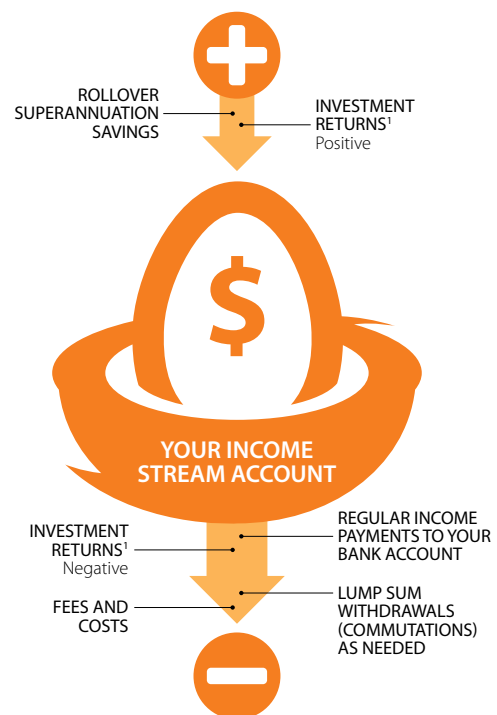 ROLLOVER
SUPERANNUATION
SAVINGS
INVESTMENT
RETURNS¹
Positive
$
YOUR INCOME
STREAM ACCOUNT
INVESTMENT
RETURNS¹
Negative
REGULAR INCOME
PAYMENTS TO YOUR
BANK ACCOUNT
FEES AND
COSTS
LUMP SUM
WITHDRAWALS
(COMMUTATIONS)
AS NEEDED